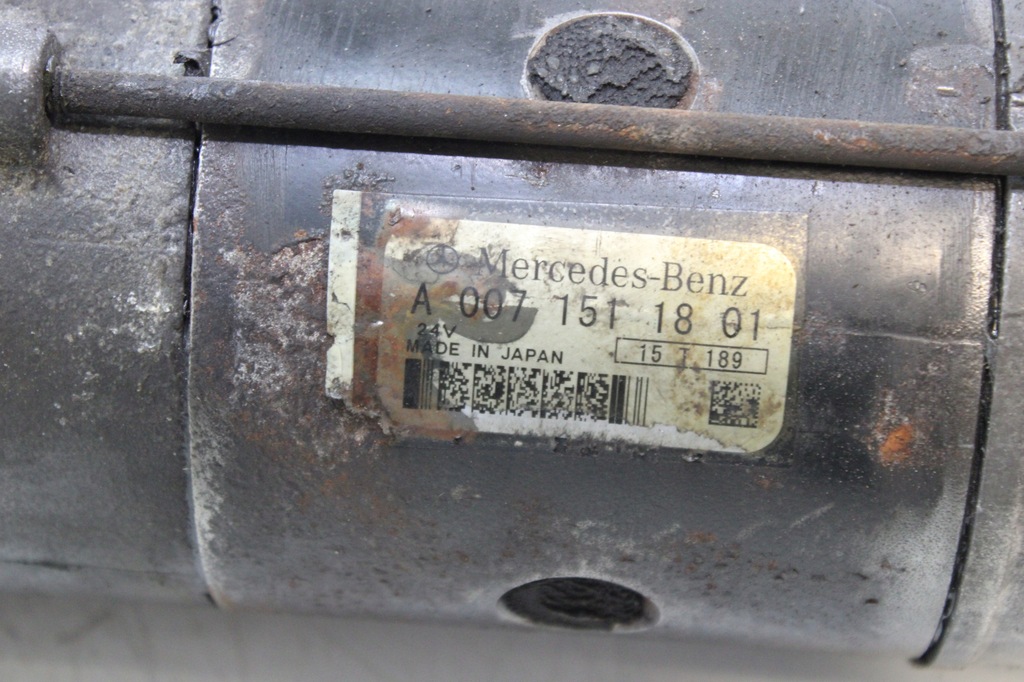 Mercedes-Benz
A 007 151 18 01
24V
MADE IN JAPAN
15 T 189